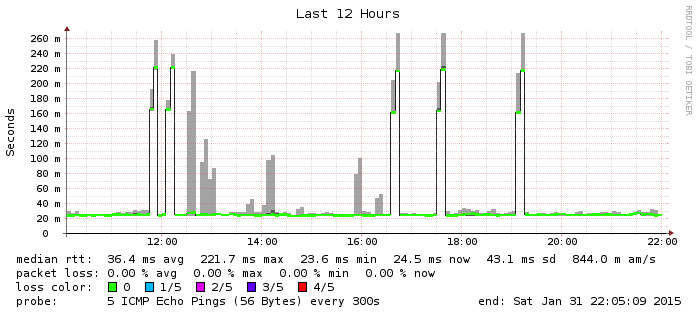 Last 12 Hours
RRDTOOL / TOBI OETIKER
Seconds
260 m
240 m
220 m
200 m
180 m
160 m
140 m
120 m
100 m
80 m
60 m
40 m
20 m
0
12:00 14:00 16:00 18:00 20:00 22:00
median rtt: 36.4 ms avg 221.7 ms max 23.6 ms min 24.5 ms now 43.1 ms sd 844.0 m am/s
packet loss: 0.00 % avg 0.00 % max 0.00 % min 0.00 % now
loss color: 0 1/5 2/5 3/5 4/5
probe: 5 ICMP Echo Pings (56 Bytes) every 300s end: Sat Jan 31 22:05:09 2015